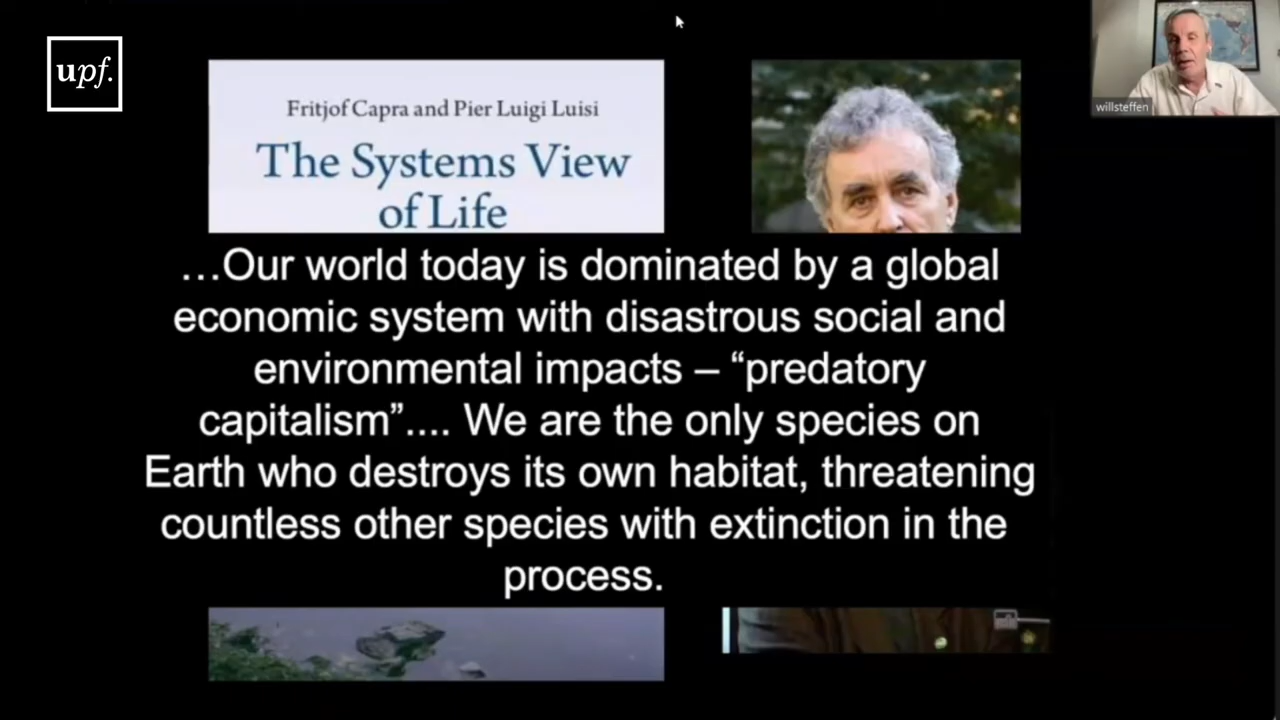 upf.
willsteffen
Fritjof Capra and Pier Luigi Luisi
The Systems View
of Life
…Our world today is dominated by a global
economic system with disastrous social and
environmental impacts – “predatory
capitalism”.... We are the only species on
Earth who destroys its own habitat, threatening
countless other species with extinction in the
process.